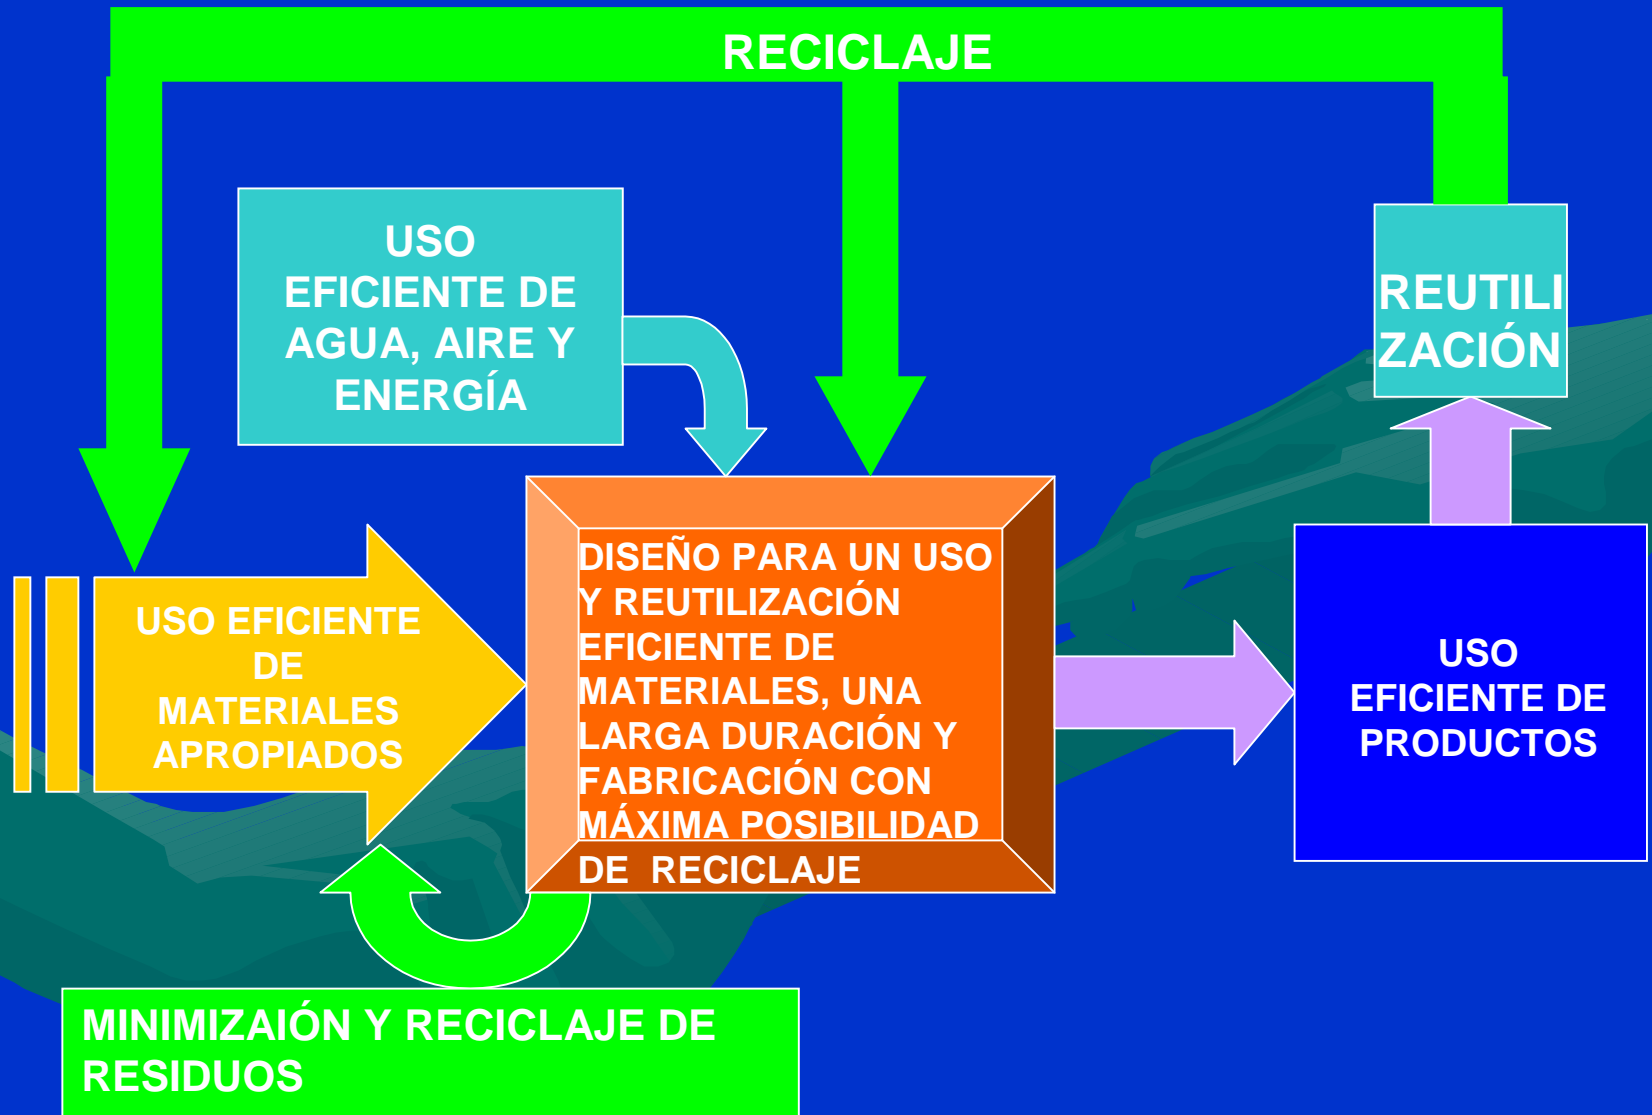 RECICLAJE
USO
EFICIENTE DE
AGUA, AIRE Y
ENERGÍA
REUTILI
ZACIÓN
USO EFICIENTE
DE
MATERIALES
APROPIADOS
DISEÑO PARA UN USO
Y REUTILIZACIÓN
EFICIENTE DE
MATERIALES, UNA
LARGA DURACIÓN Y
FABRICACIÓN CON
MÁXIMA POSIBILIDAD
DE RECICLAJE
USO
EFICIENTE DE
PRODUCTOS
MINIMIZAIÓN Y RECICLAJE DE
RESIDUOS